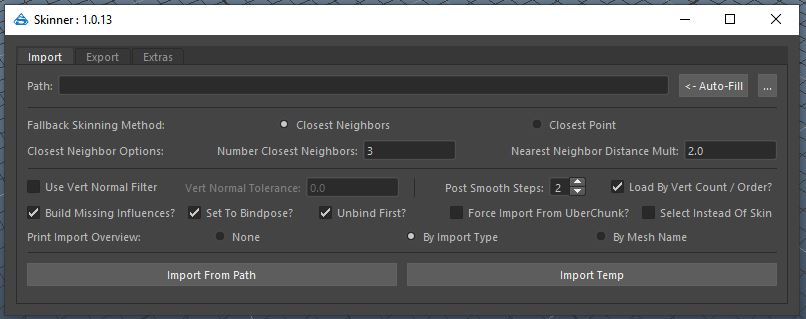 Skinner : 1.0.13
Import Export Extras
Path: <- Auto-Fill ...
Fallback Skinning Method: Closest Neighbors Closest Point
Closest Neighbor Options: Number Closest Neighbors: 3 Nearest Neighbor Distance Mult: 2.0
Use Vert Normal Filter Vert Normal Tolerance: 0.0 Post Smooth Steps: 2 Load By Vert Count / Order?
Build Missing Influences? Set To Bindpose? Unbind First? Force Import From UberChunk? Select Instead Of Skin
Print Import Overview: None By Import Type By Mesh Name
Import From Path Import Temp